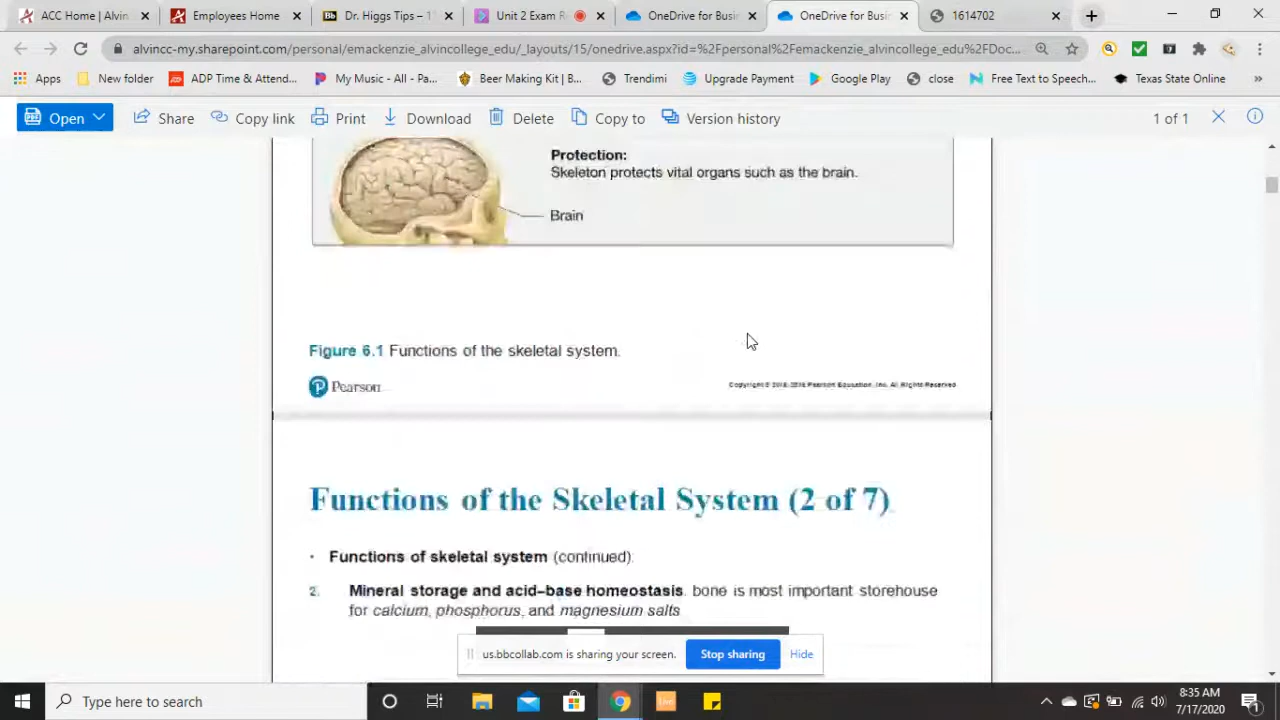 ACC Home | Alvin
Employees Home
Dr. Higgs Tips – 1
Unit 2 Exam R
OneDrive for Busi
OneDrive for Busi
1614702
alvincc-my.sharepoint.com/personal/emackenzie_alvincollege_edu/_layouts/15/onedrive.aspx?id=%2Fpersonal%2Femackenzie_alvincollege_edu%2FDoc...
Apps
New folder
ADP Time & Attend...
My Music - All - Pa...
Beer Making Kit | B...
Trendimi
Upgrade Payment
Google Play
close
Free Text to Speech...
Texas State Online
Open
Share
Copy link
Print
Download
Delete
Copy to
Version history
1 of 1
Protection:
Skeleton protects vital organs such as the brain.
Brain
Figure 6.1 Functions of the skeletal system.
Pearson
Pearson Education, Inc. All Rights Reserved
Functions of the Skeletal System (2 of 7)
• Functions of skeletal system (continued):
2. Mineral storage and acid–base homeostasis bone is most important storehouse
for calcium, phosphorus, and magnesium salts
us.bbcollab.com is sharing your screen.
Stop sharing
Hide
Type here to search
8:35 AM
7/17/2020